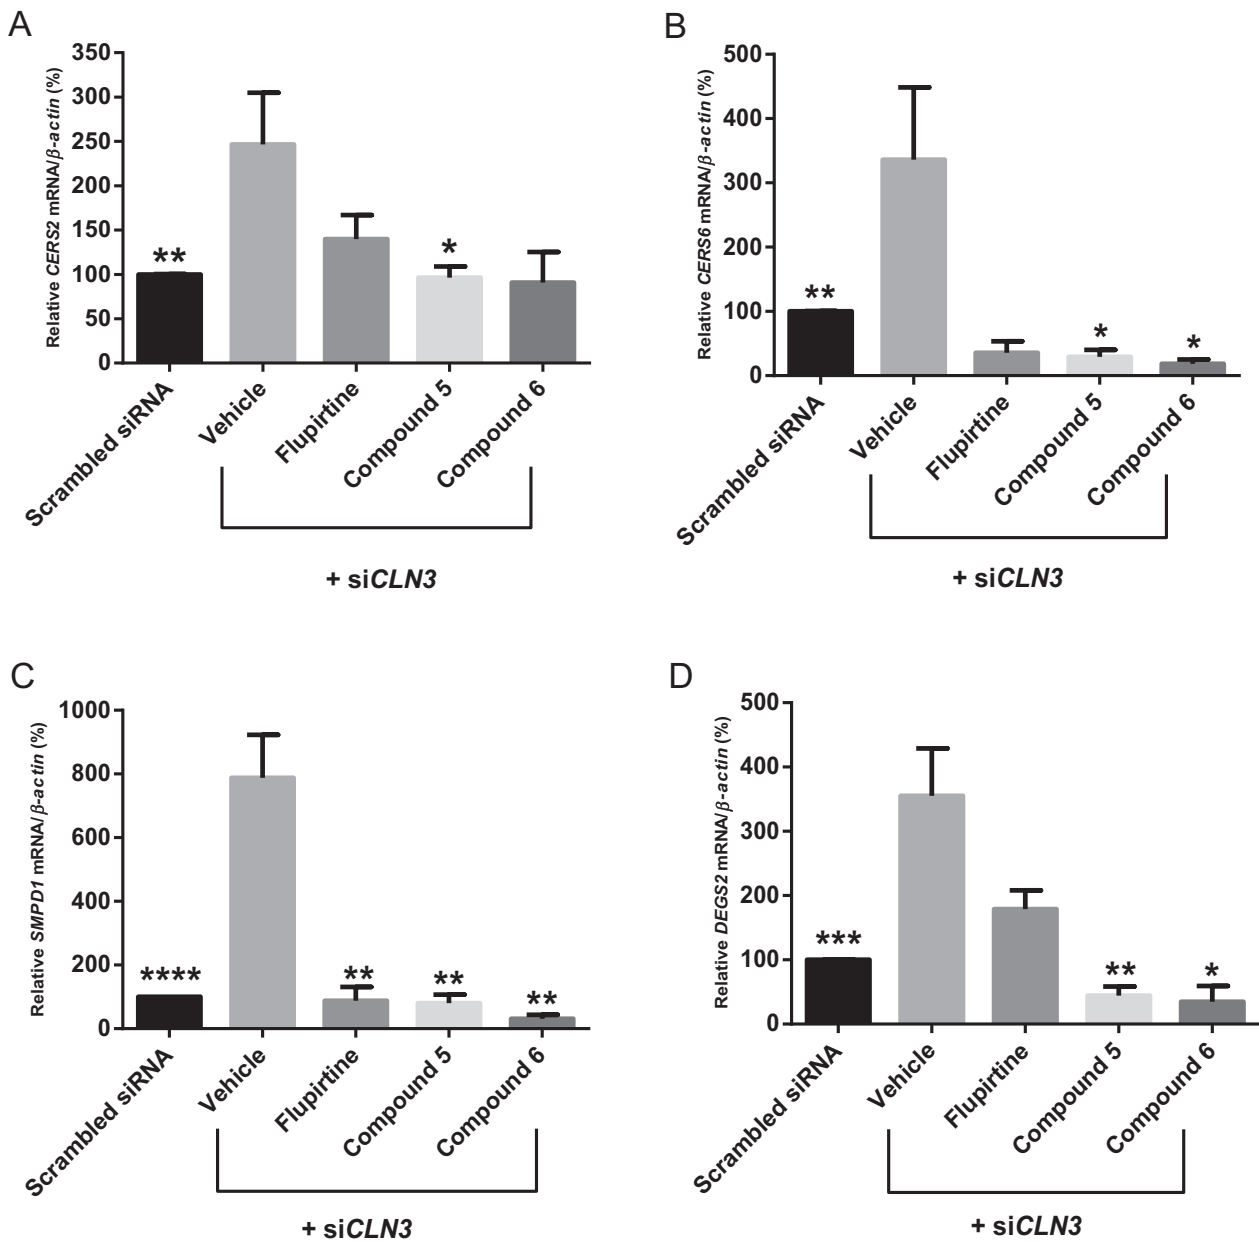 A
Relative CERS2 mRNA/β-actin (%)
350
300
250
200
150
100
50
0
**
*
Scrambled siRNA
Vehicle
Flupirtine
Compound 5
Compound 6
+ siCLN3
B
Relative CERS6 mRNA/β-actin (%)
500
400
300
200
100
0
**
*
*
Scrambled siRNA
Vehicle
Flupirtine
Compound 5
Compound 6
+ siCLN3
C
Relative SMPD1 mRNA/β-actin (%)
1000
800
600
400
200
0
****
**
**
**
Scrambled siRNA
Vehicle
Flupirtine
Compound 5
Compound 6
+ siCLN3
D
Relative DEGS2 mRNA/β-actin (%)
500
400
300
200
100
0
***
**
*
Scrambled siRNA
Vehicle
Flupirtine
Compound 5
Compound 6
+ siCLN3